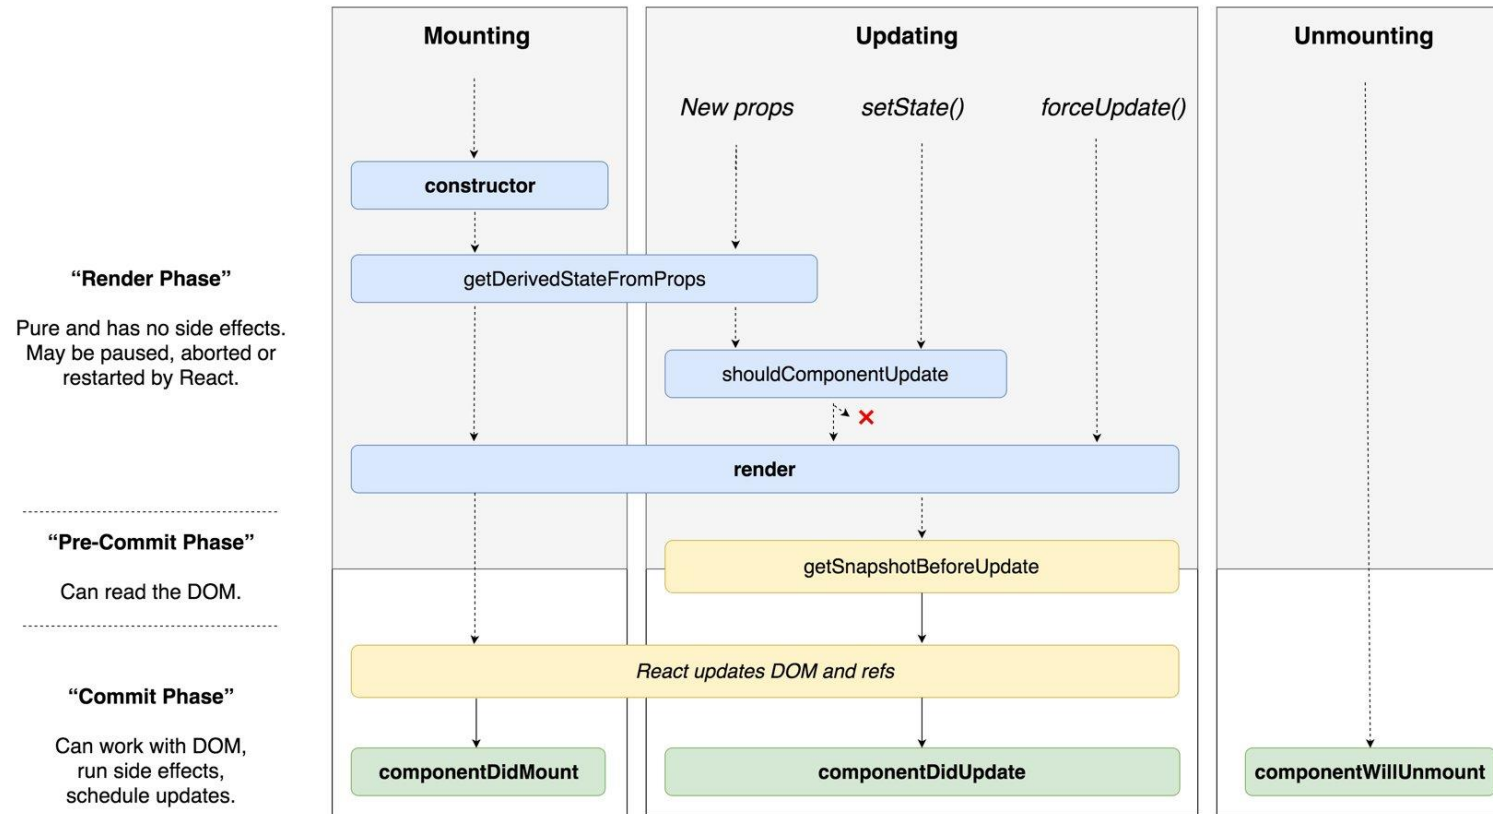 Mounting
Updating
Unmounting
New props
setState()
forceUpdate()
constructor
“Render Phase”
getDerivedStateFromProps
Pure and has no side effects.
May be paused, aborted or
restarted by React.
shouldComponentUpdate
render
“Pre-Commit Phase”
getSnapshotBeforeUpdate
Can read the DOM.
React updates DOM and refs
“Commit Phase”
Can work with DOM,
run side effects,
schedule updates.
componentDidMount
componentDidUpdate
componentWillUnmount